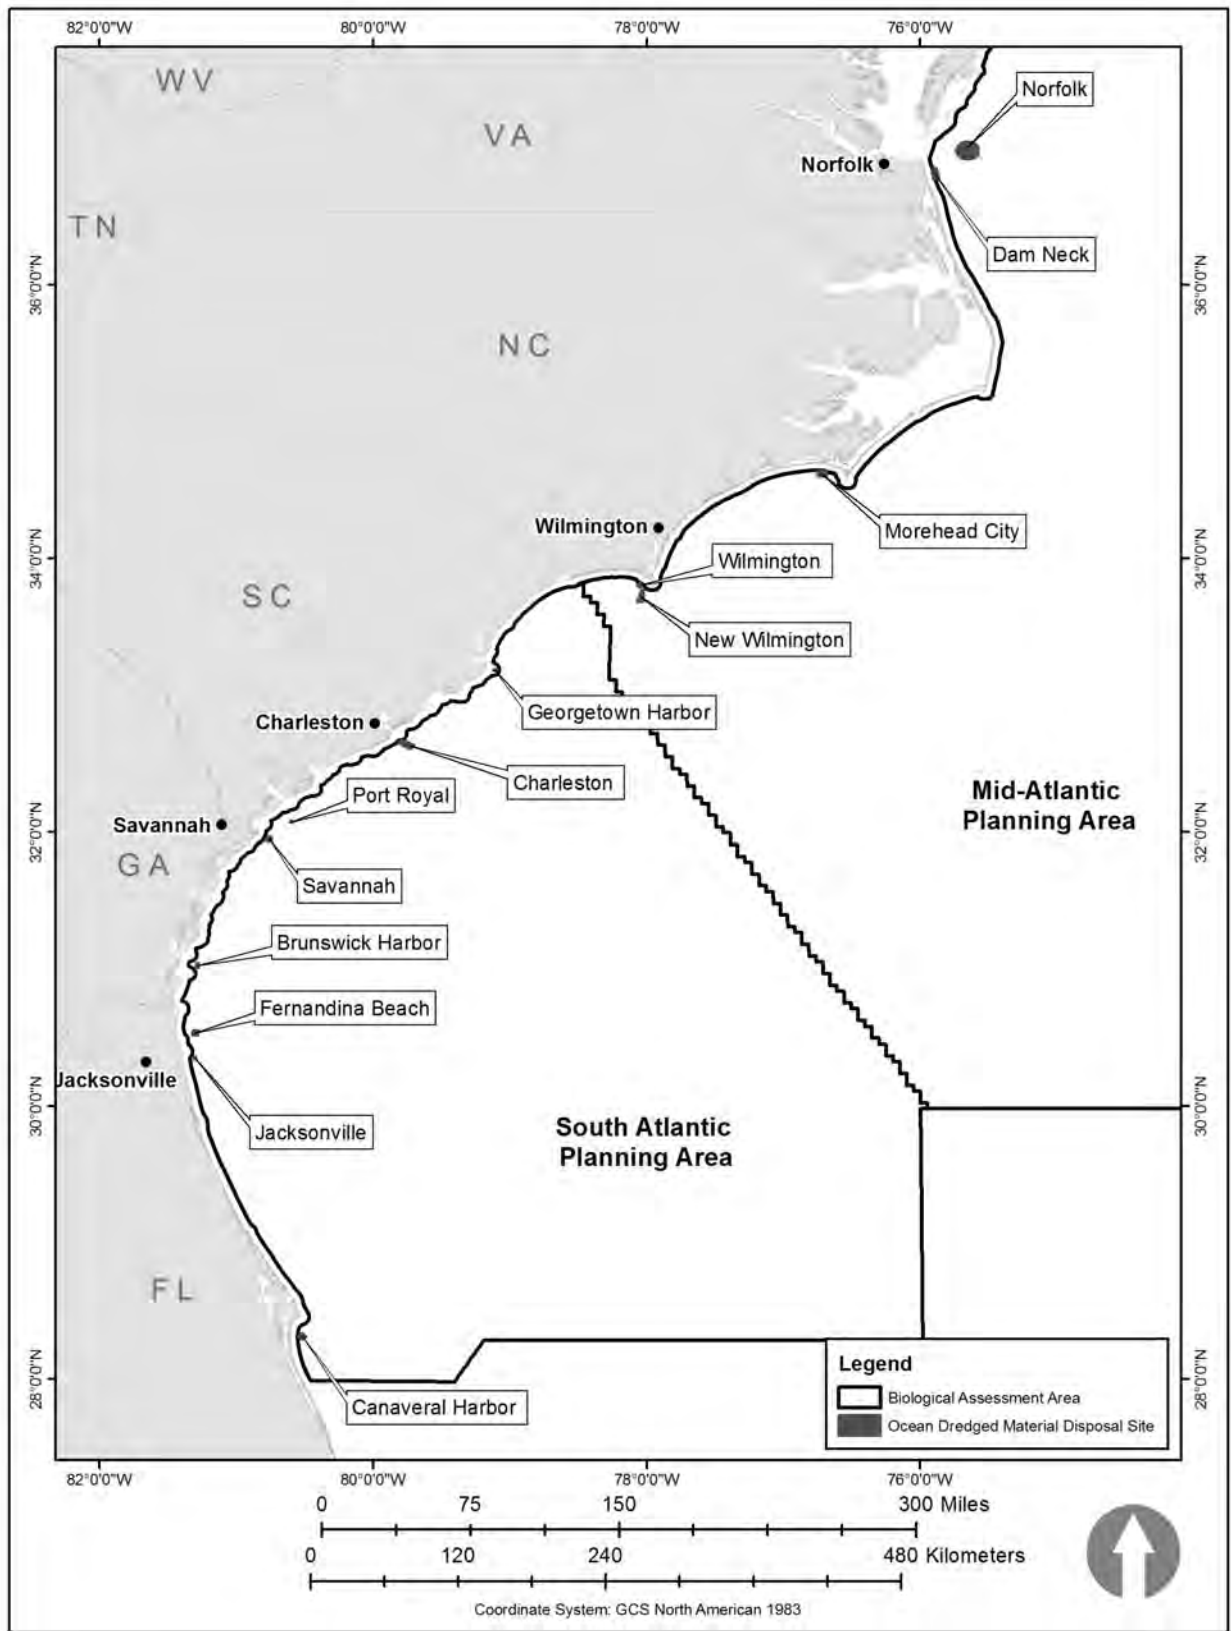 82°0'0"W
80°0'0"W
78°0'0"W
76°0'0"W
WV
VA
Norfolk
Norfolk
TN
Dam Neck
36°0'0"N
36°0'0"N
NC
Wilmington
Morehead City
Wilmington
34°0'0"N
34°0'0"N
SC
New Wilmington
Georgetown Harbor
Charleston
Charleston
Port Royal
Mid-Atlantic
Planning Area
Savannah
32°0'0"N
32°0'0"N
GA
Savannah
Brunswick Harbor
Fernandina Beach
Jacksonville
30°0'0"N
30°0'0"N
Jacksonville
South Atlantic
Planning Area
FL
Legend
Biological Assessment Area
Ocean Dredged Material Disposal Site
28°0'0"N
28°0'0"N
Canaveral Harbor
82°0'0"W
80°0'0"W
78°0'0"W
76°0'0"W
0 75 150 300 Miles
0 120 240 480 Kilometers
Coordinate System: GCS North American 1983